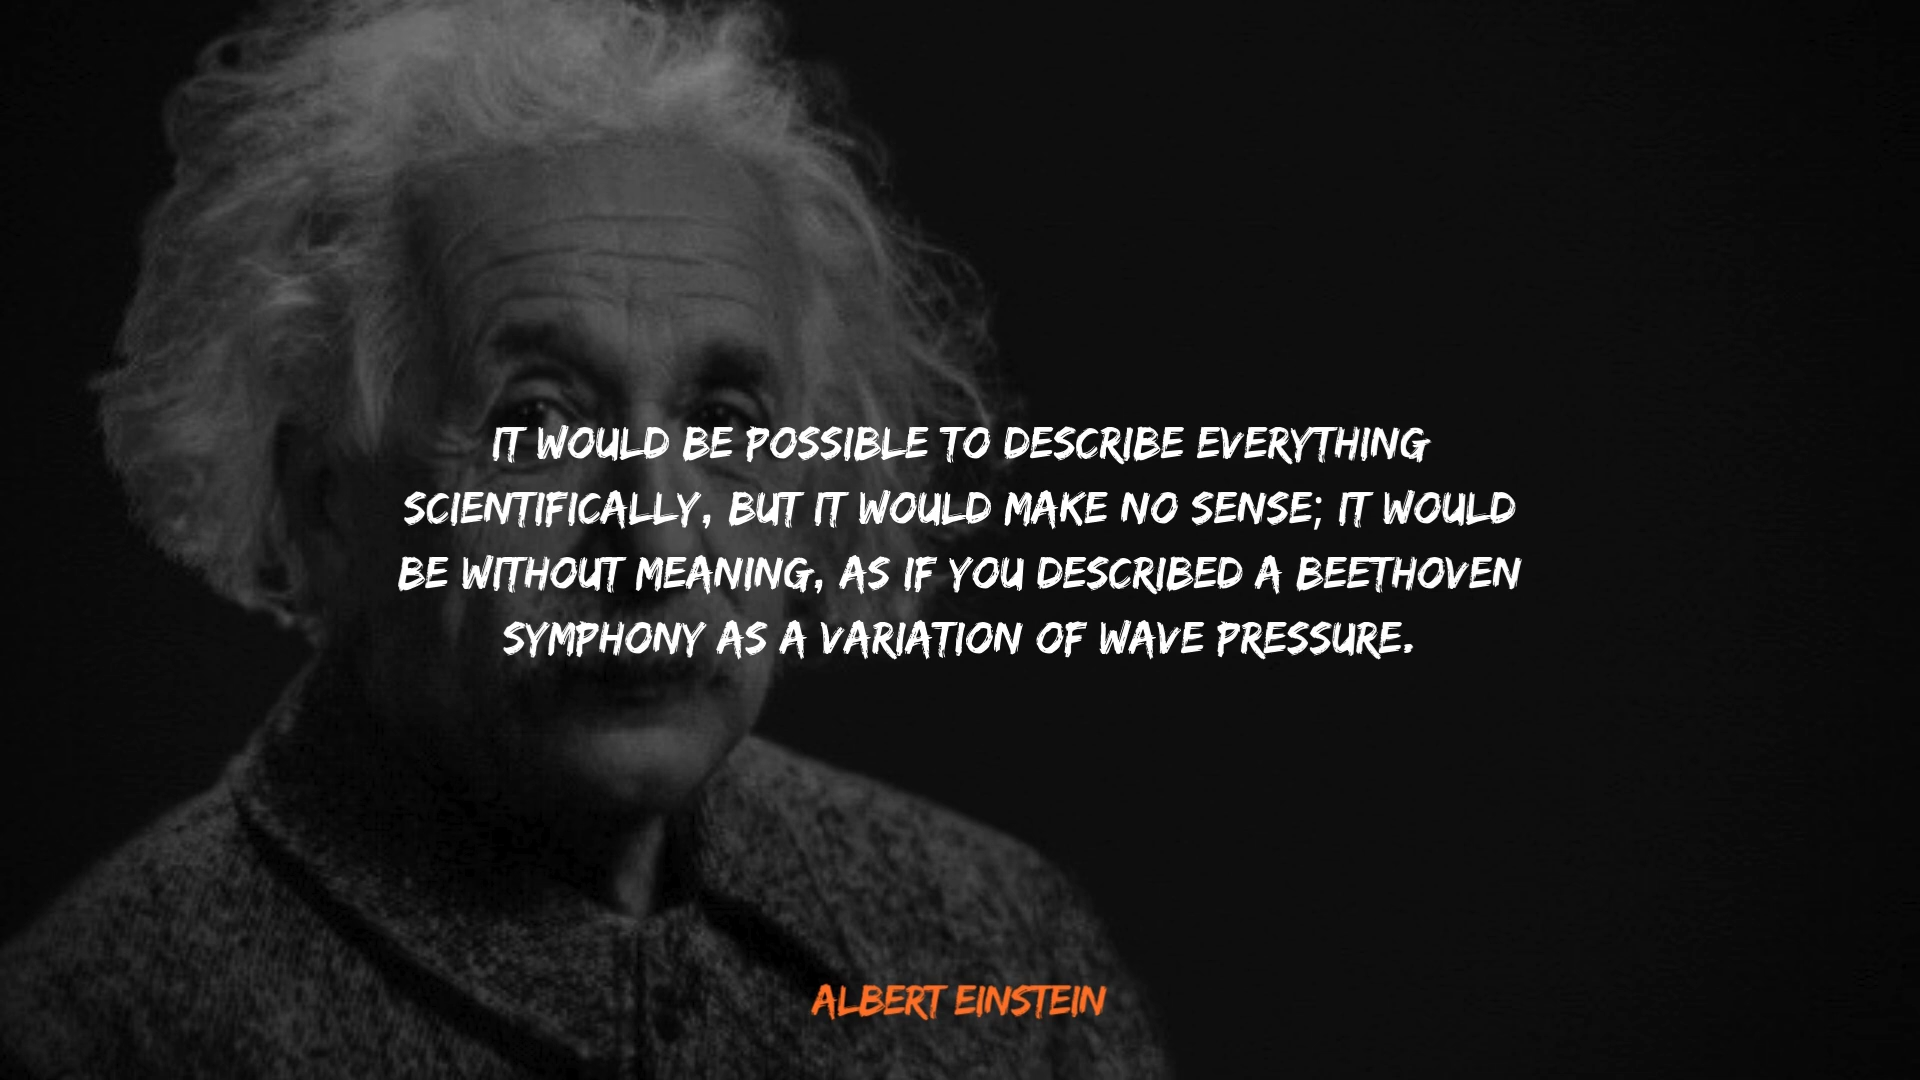 IT WOULD BE POSSIBLE TO DESCRIBE EVERYTHING
SCIENTIFICALLY, BUT IT WOULD MAKE NO SENSE; IT WOULD
BE WITHOUT MEANING, AS IF YOU DESCRIBED A BEETHOVEN
SYMPHONY AS A VARIATION OF WAVE PRESSURE.
ALBERT EINSTEIN